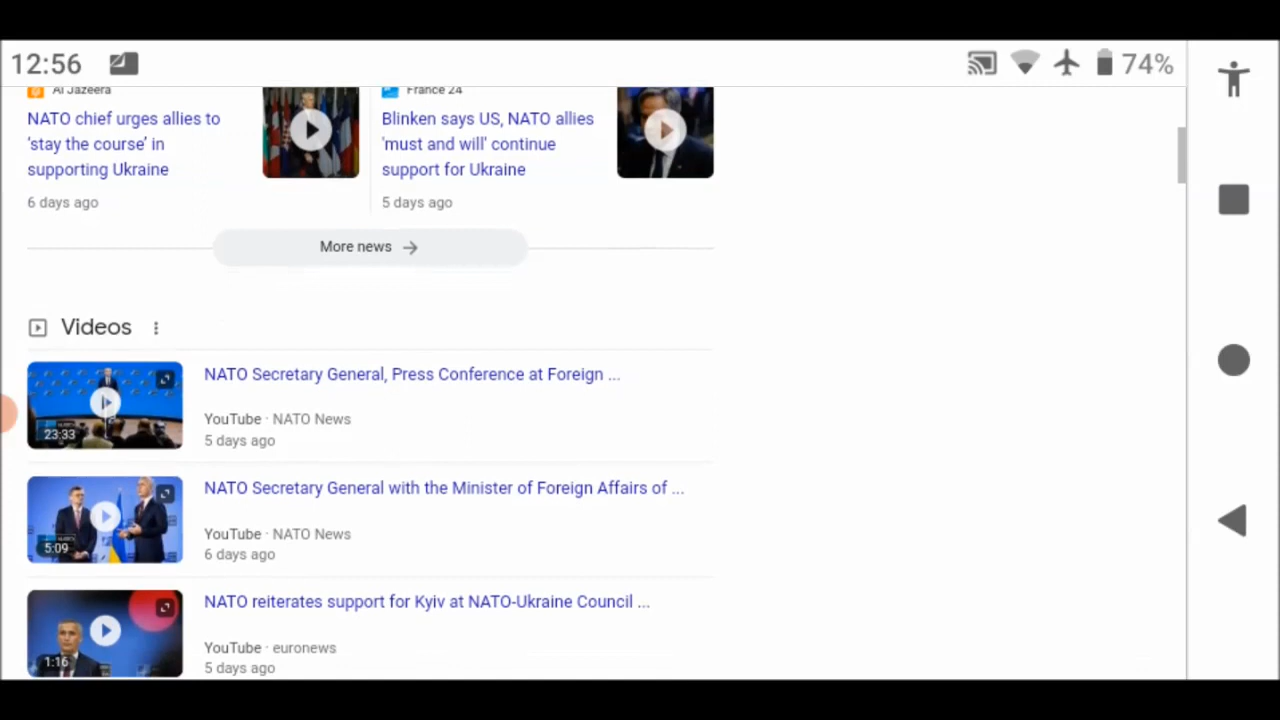 12:56
74%
Al Jazeera
NATO chief urges allies to
'stay the course' in
supporting Ukraine
6 days ago
France 24
Blinken says US, NATO allies
'must and will' continue
support for Ukraine
5 days ago
More news
Videos
NATO Secretary General, Press Conference at Foreign ...
YouTube · NATO News
5 days ago
23:33
NATO Secretary General with the Minister of Foreign Affairs of ...
YouTube · NATO News
6 days ago
5:09
NATO reiterates support for Kyiv at NATO-Ukraine Council ...
YouTube · euronews
5 days ago
1:16